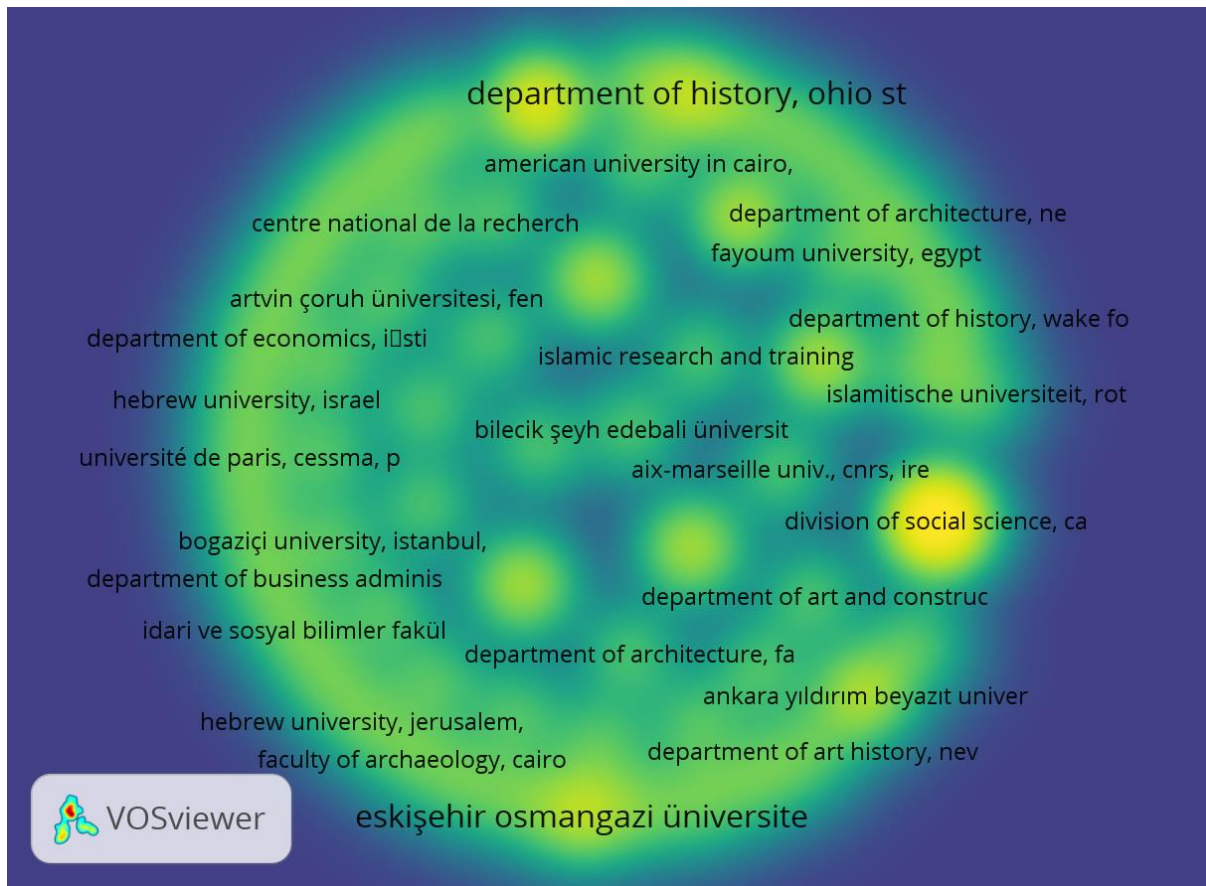 department of history, ohio st
american university in cairo,
department of architecture, ne
centre national de la recherch
fayoum university, egypt
artvin çoruh üniversitesi, fen
department of history, wake fo
department of economics, i▯sti
islamic research and training
islamitische universiteit, rot
hebrew university, israel
bilecik şeyh edebali üniversit
université de paris, cessma, p
aix-marseille univ., cnrs, ire
division of social science, ca
bogaziçi university, istanbul,
department of business adminis
department of art and construc
idari ve sosyal bilimler fakül
department of architecture, fa
ankara yıldırım beyazıt univer
hebrew university, jerusalem,
department of art history, nev
faculty of archaeology, cairo
eskişehir osmangazi üniversite
VOSviewer